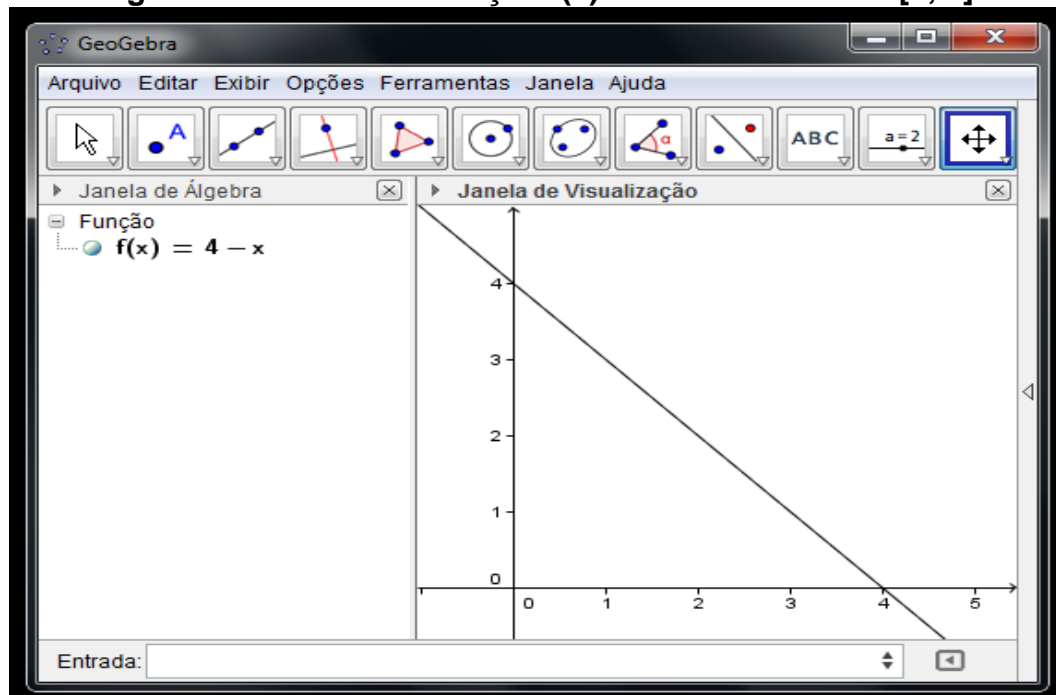 GeoGebra
Arquivo Editar Exibir Opções Ferramentas Janela Ajuda
A
α
ABC
a = 2
Janela de Álgebra
Janela de Visualização
Função
f(x) = 4 – x
4
3
2
1
0
0 1 2 3 4 5
Entrada: